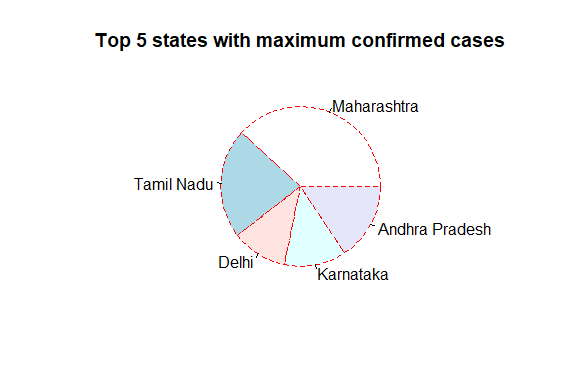 Top 5 states with maximum confirmed cases
Maharashtra
Tamil Nadu
Andhra Pradesh
Delhi
Karnataka